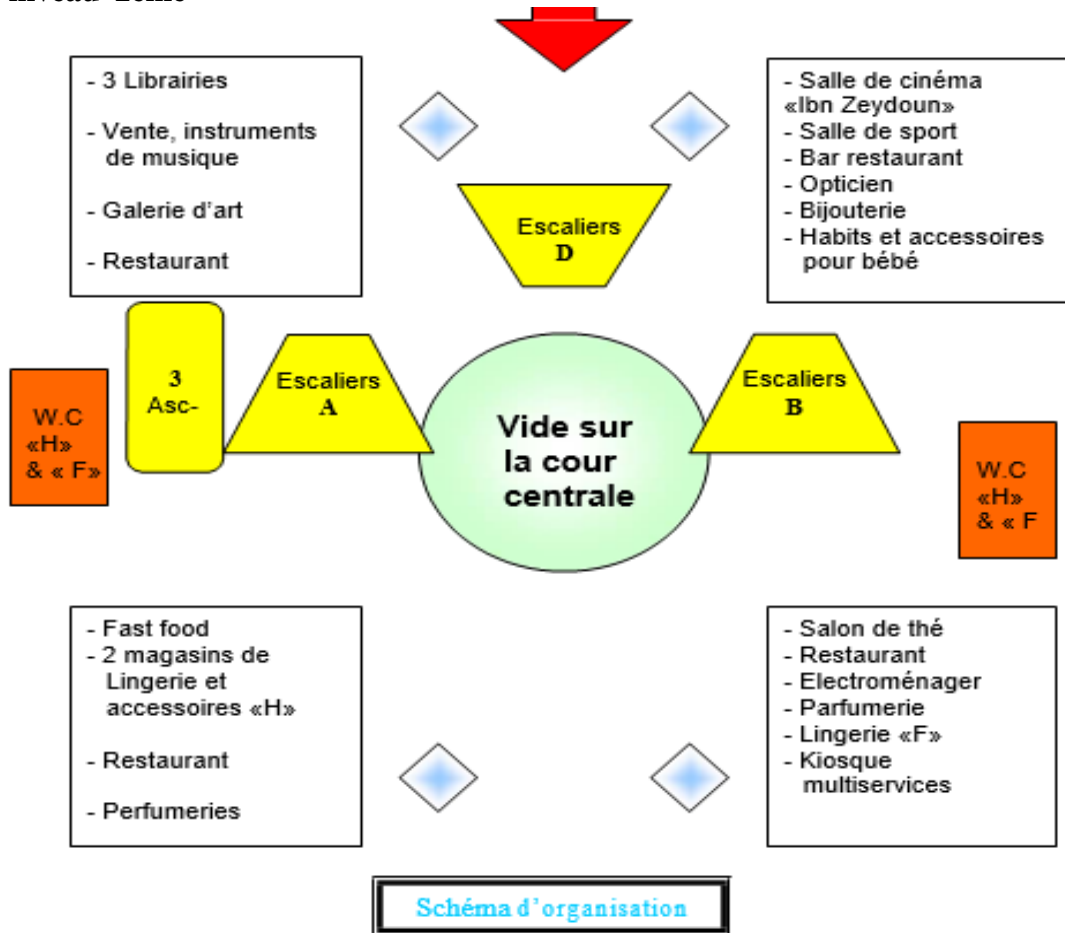 - 3 Librairies
- Vente, instruments
de musique
- Galerie d'art
- Restaurant
- Salle de cinéma
«Ibn Zeydoun»
- Salle de sport
- Bar restaurant
- Opticien
- Bijouterie
- Habits et accessoires
pour bébé
Escaliers
D
3
Asc-
Escaliers
A
Escaliers
B
W.C
«H»
& « F»
Vide sur
la cour
centrale
W.C
«H»
& « F
- Fast food
- 2 magasins de
Lingerie et
accessoires «H»
- Restaurant
- Perfumeries
- Salon de thé
- Restaurant
- Electroménager
- Parfumerie
- Lingerie «F»
- Kiosque
multiservices
Schéma d'organisation